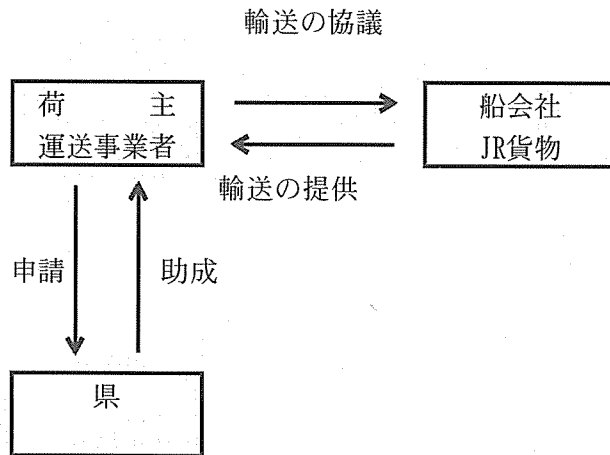 輸送の協議
荷　　主
運送事業者
船会社
JR貨物
輸送の提供
申請
助成
県